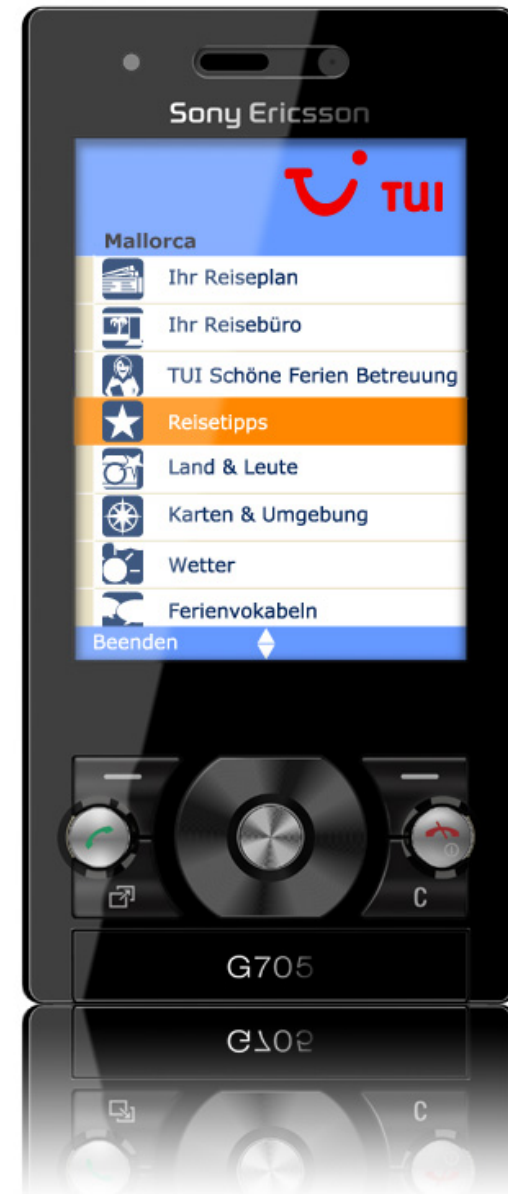 Sony Ericsson
TUI
Mallorca
Ihr Reiseplan
Ihr Reisebüro
TUI Schöne Ferien Betreuung
Reisetipps
Land & Leute
Karten & Umgebung
Wetter
Ferienvokabeln
Beenden
C
G705
G705
C